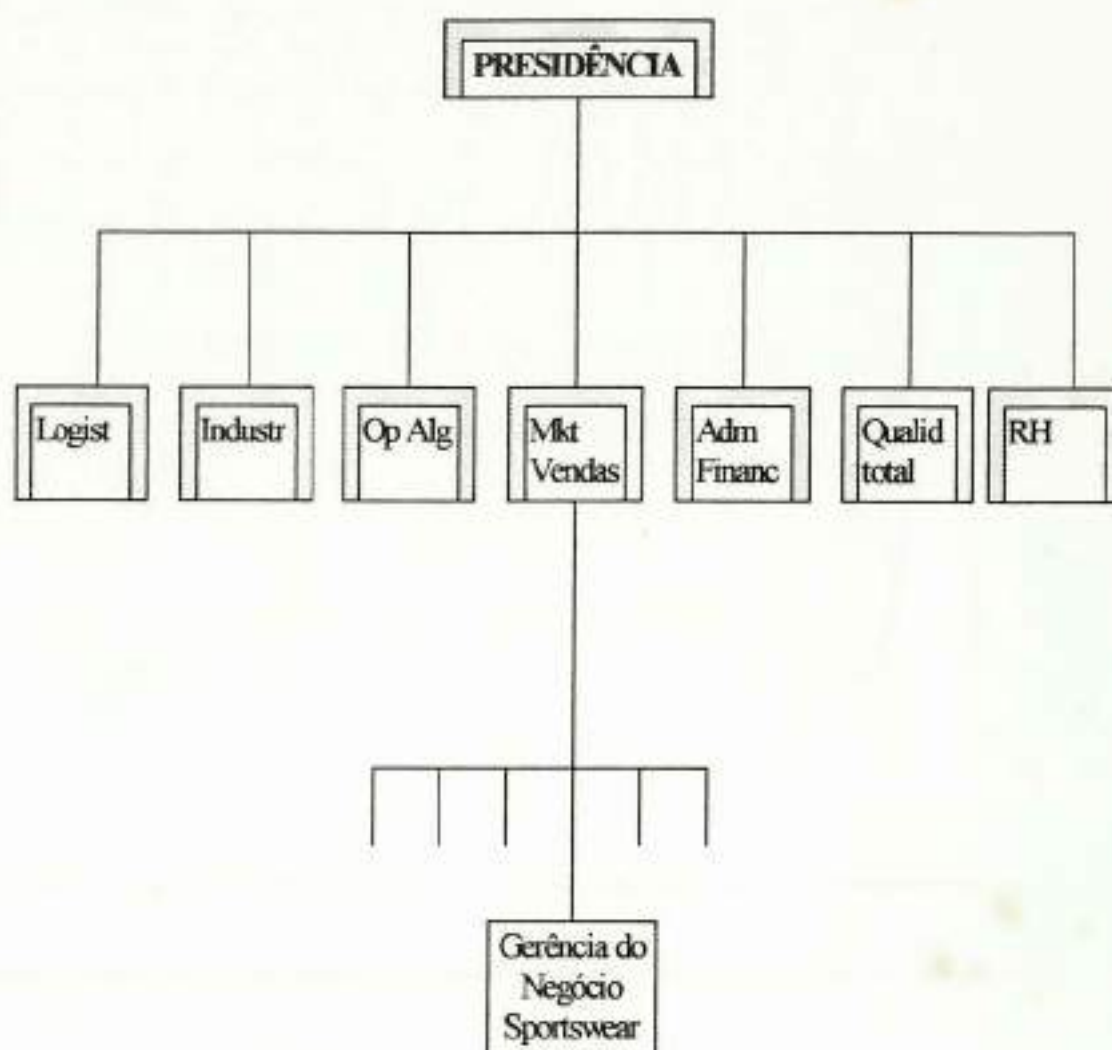 PRESIDÊNCIA
Logist
Industr
Op Alg
Mkt
Vendas
Adm
Financ
Qualid
total
RH
Gerência do
Negócio
Sportswear